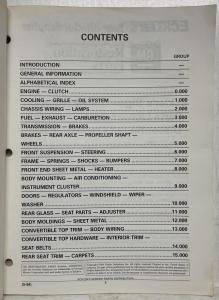 CONTENTS
GROUP
INTRODUCTION —
GENERAL INFORMATION —
ALPHABETICAL INDEX —
ENGINE – CLUTCH — 0.000
COOLING – GRILLE – OIL SYSTEM — 1.000
CHASSIS WIRING – LAMPS — 2.000
FUEL – EXHAUST – CARBURETION — 3.000
TRANSMISSION – BRAKES — 4.000
BRAKES – REAR AXLE – PROPELLER SHAFT –
WHEELS — 5.000
FRONT SUSPENSION – STEERING — 6.000
FRAME – SPRINGS – SHOCKS – BUMPERS — 7.000
FRONT END SHEET METAL – HEATER — 8.000
BODY MOUNTING – AIR CONDITIONING –
INSTRUMENT CLUSTER — 9.000
DOORS – REGULATORS – WINDSHIELD – WIPER –
WASHER — 10.000
REAR GLASS – SEAT PARTS – ADJUSTER — 11.000
BODY MOLDINGS – SHEET METAL — 12.000
CONVERTIBLE TOP TRIM – BODY WIRING — 13.000
CONVERTIBLE TOP HARDWARE – INTERIOR TRIM –
SEAT BELTS — 14.000
REAR SEAT TRIM – CARPETS — 15.000